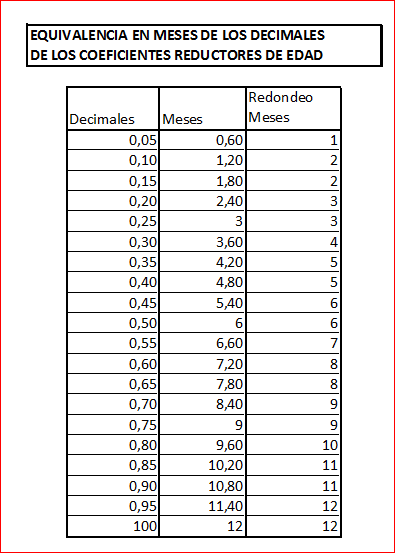 EQUIVALENCIA EN MESES DE LOS DECIMALES
DE LOS COEFICIENTES REDUCTORES DE EDAD
Decimales Meses Redondeo Meses
0,05 0,60 1
0,10 1,20 2
0,15 1,80 2
0,20 2,40 3
0,25 3 3
0,30 3,60 4
0,35 4,20 5
0,40 4,80 5
0,45 5,40 6
0,50 6 6
0,55 6,60 7
0,60 7,20 8
0,65 7,80 8
0,70 8,40 9
0,75 9 9
0,80 9,60 10
0,85 10,20 11
0,90 10,80 11
0,95 11,40 12
100 12 12